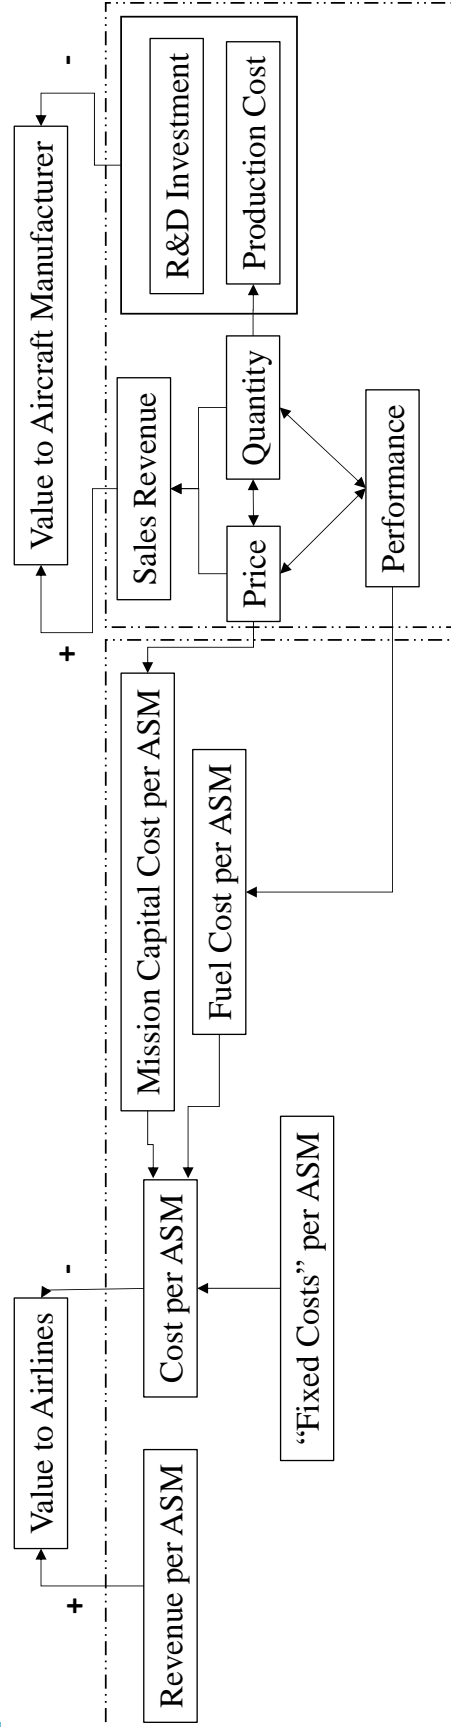 Value to Airlines
Value to Aircraft Manufacturer
+
-
+
-
Revenue per ASM
Cost per ASM
Mission Capital Cost per ASM
Sales Revenue
R&D Investment
Fuel Cost per ASM
Price
Quantity
Production Cost
“Fixed Costs” per ASM
Performance